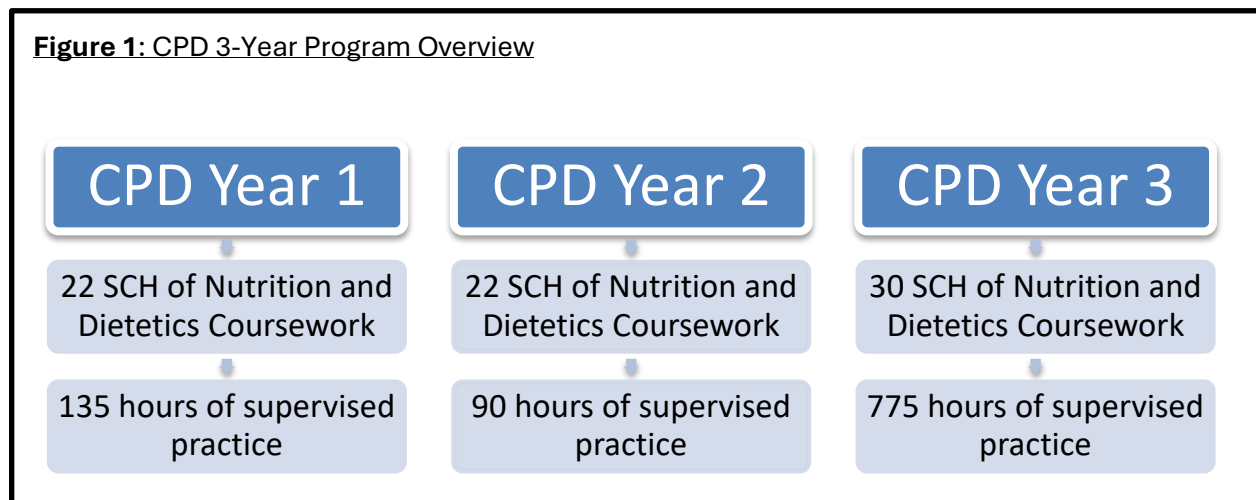 Figure 1: CPD 3-Year Program Overview
CPD Year 1
22 SCH of Nutrition and
Dietetics Coursework
135 hours of supervised
practice
CPD Year 2
22 SCH of Nutrition and
Dietetics Coursework
90 hours of supervised
practice
CPD Year 3
30 SCH of Nutrition and
Dietetics Coursework
775 hours of supervised
practice